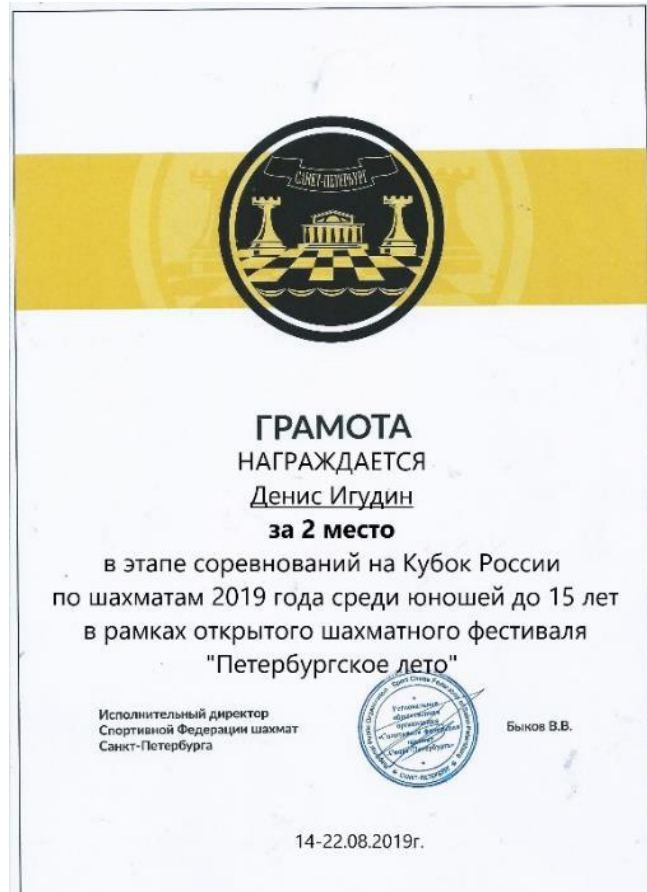 САНКТ-ПЕТЕРБУРГ
ГРАМОТА
НАГРАЖДАЕТСЯ
Денис Игудин
за 2 место
в этапе соревнований на Кубок России
по шахматам 2019 года среди юношей до 15 лет
в рамках открытого шахматного фестиваля
"Петербургское лето"
Исполнительный директор
Спортивной Федерации шахмат
Санкт-Петербурга
Быков В.В.
14-22.08.2019г.